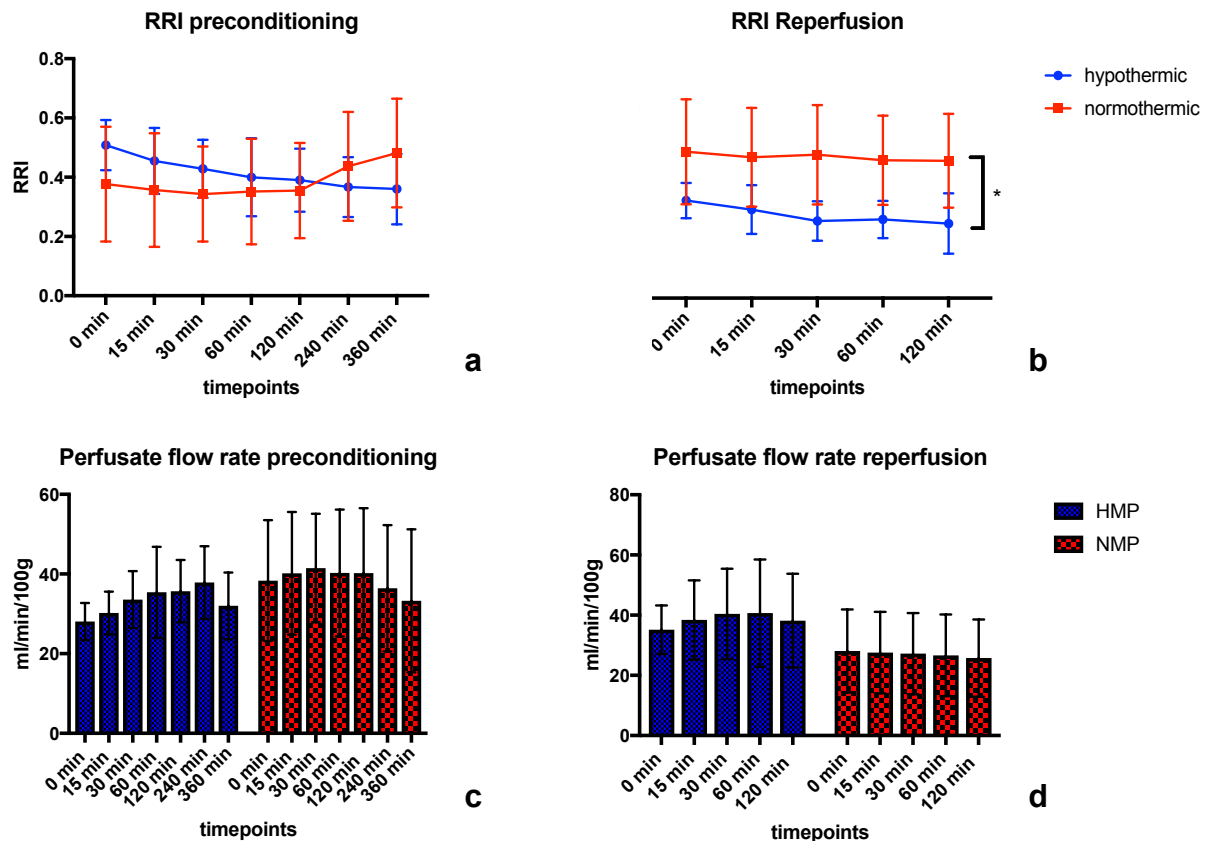 RRI preconditioning
RRI
0.8
0.6
0.4
0.2
0.0
0 min
15 min
30 min
60 min
120 min
240 min
360 min
timepoints
a
RRI Reperfusion
*
0 min
15 min
30 min
60 min
120 min
timepoints
b
hypothermic
normothermic
Perfusate flow rate preconditioning
ml/min/100g
60
40
20
0
0 min
15 min
30 min
60 min
120 min
240 min
360 min
0 min
15 min
30 min
60 min
120 min
240 min
360 min
timepoints
c
Perfusate flow rate reperfusion
ml/min/100g
80
60
40
20
0
0 min
15 min
30 min
60 min
120 min
0 min
15 min
30 min
60 min
120 min
timepoints
d
HMP
NMP